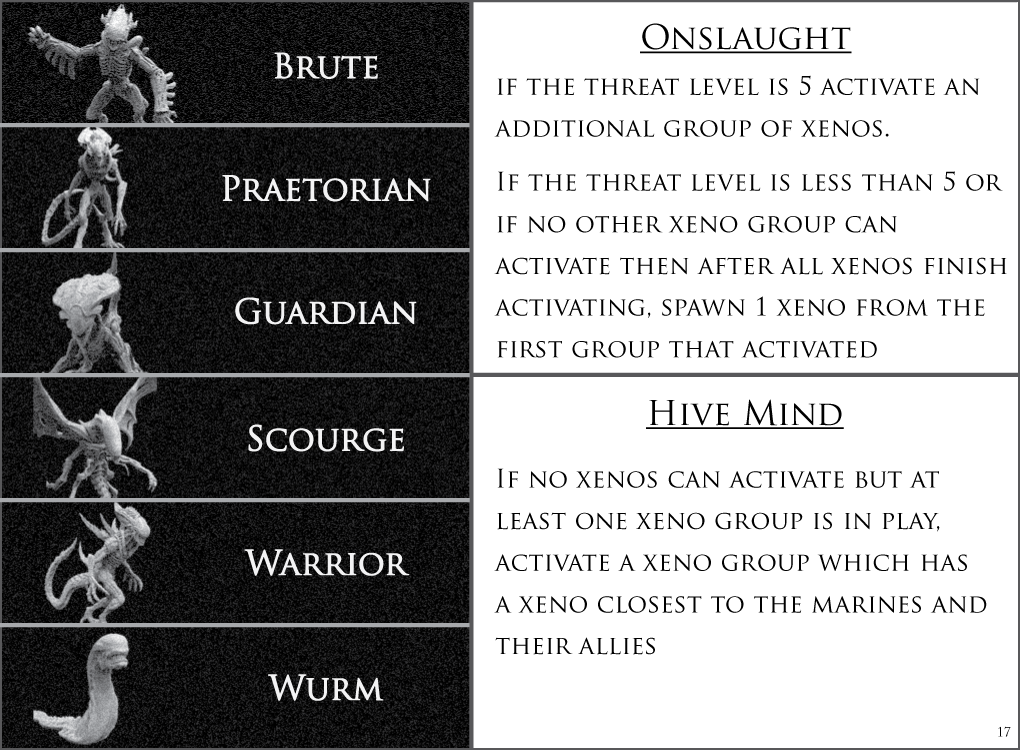 Brute
Praetorian
Guardian
Scourge
Warrior
Wurm
Onslaught
if the threat level is 5 activate an
additional group of xenos.
If the threat level is less than 5 or
if no other xeno group can
activate then after all xenos finish
activating, spawn 1 xeno from the
first group that activated
Hive Mind
If no xenos can activate but at
least one xeno group is in play,
activate a xeno group which has
a xeno closest to the marines and
their allies
17